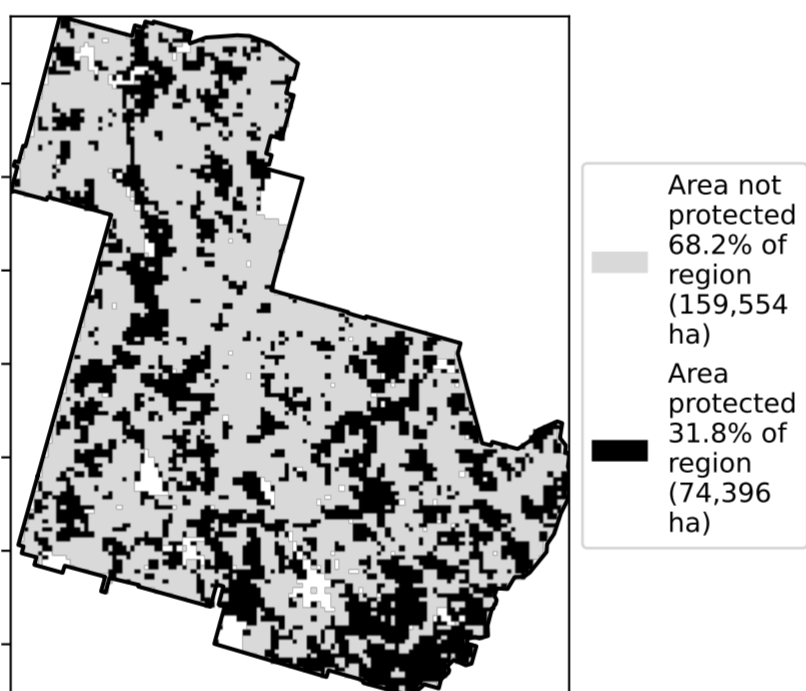 Area not
protected
68.2% of
region
(159,554
ha)
Area
protected
31.8% of
region
(74,396
ha)